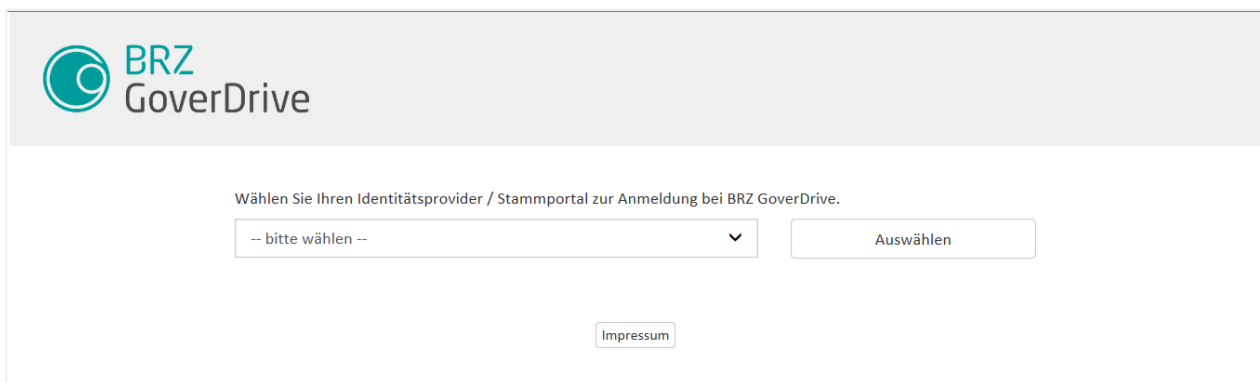 BRZ
GoverDrive
Wählen Sie Ihren Identitätsprovider / Stammportal zur Anmeldung bei BRZ GoverDrive.
-- bitte wählen --
Auswählen
Impressum